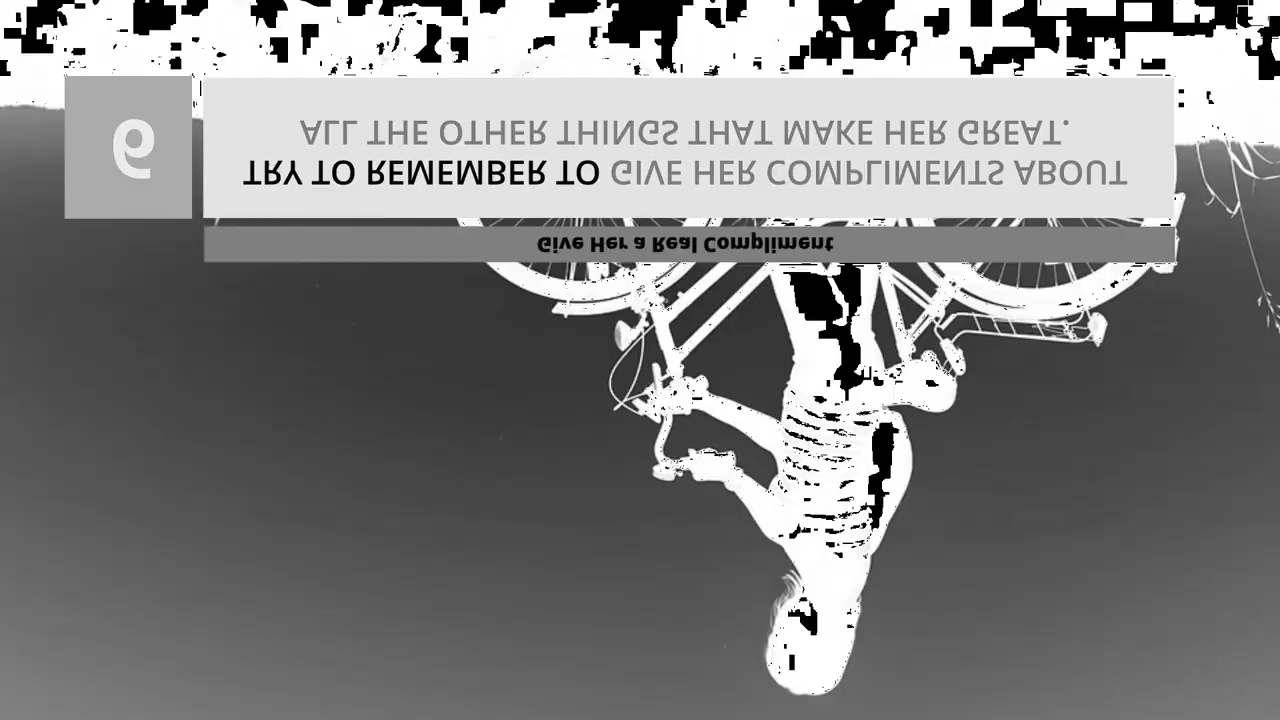 Give Her a Real Compliment
6
TRY TO REMEMBER TO GIVE HER COMPLIMENTS ABOUT
ALL THE OTHER THINGS THAT MAKE HER GREAT.